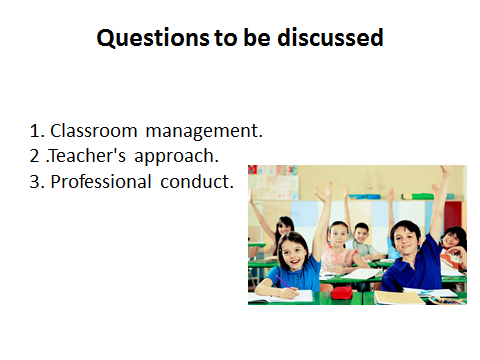 Questions to be discussed
1. Classroom management.
2 .Teacher's approach.
3. Professional conduct.